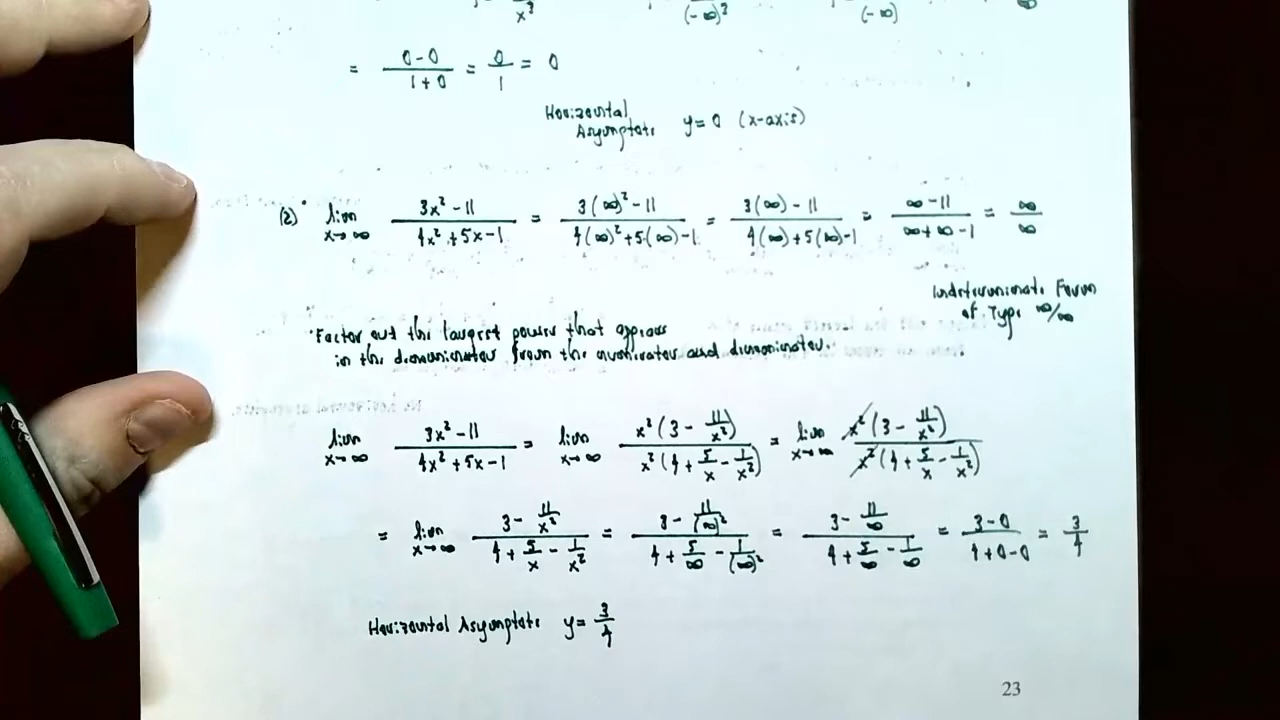 x³ (-∞)³ (-∞) ∞
= (0-0)/(1+0) = 0/1 = 0
Horizontal
Asymptote y=0 (x-axis)
(2) lim x→∞ (3x²-11)/(4x²+5x-1) = (3(∞)²-11)/(4(∞)²+5(∞)-1) = (3(∞)-11)/(4(∞)+5(∞)-1) = (∞-11)/(∞+∞-1) = ∞/∞
Indeterminate Form
of Type ∞/∞
Factor out the largest power that appears
in the denominator from the numerator and denominator.
lim x→∞ (3x²-11)/(4x²+5x-1) = lim x→∞ x²(3-11/x²)/x²(4+5/x-1/x²) = lim x→∞ x²(3-11/x²)/x²(4+5/x-1/x²)
= lim x→∞ (3-11/x²)/(4+5/x-1/x²) = (3-11/(∞)²)/(4+5/∞-1/(∞)²) = (3-11/∞)/(4+5/∞-1/∞) = (3-0)/(4+0-0) = 3/4
Horizontal Asymptote y=3/4
23